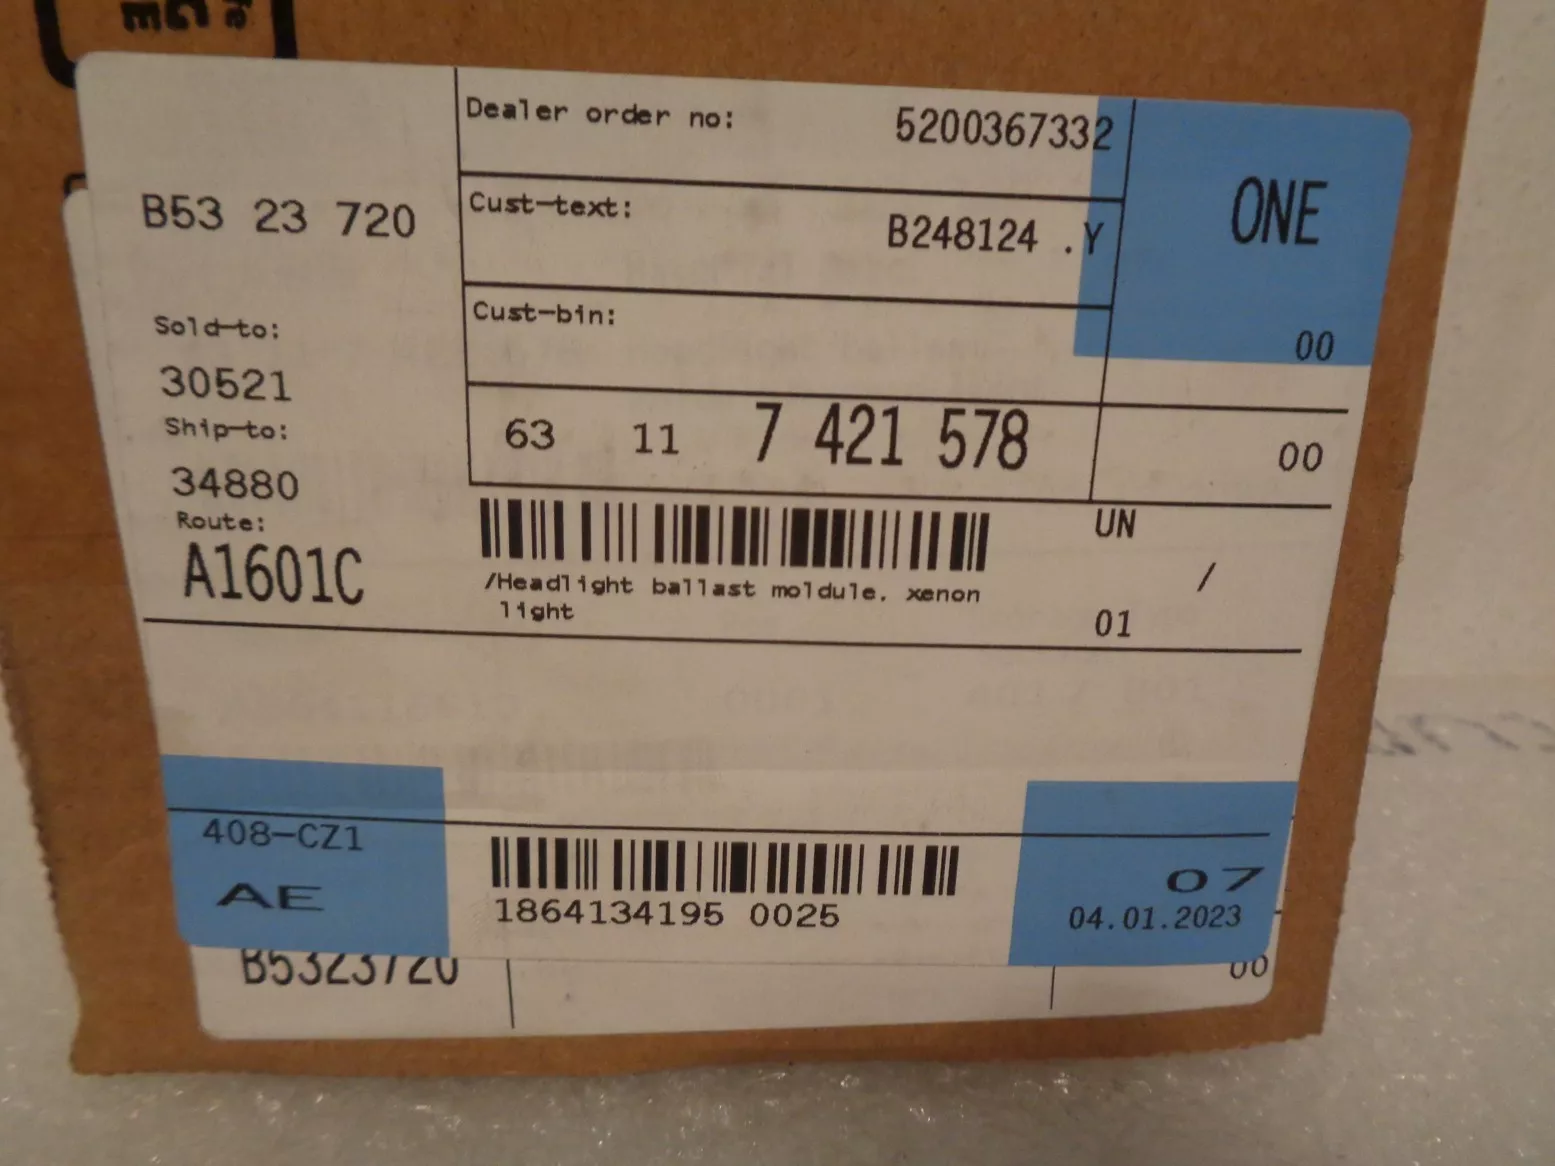 Dealer order no: 5200367332
ONE
B53 23 720
Cust-text: B248124 .Y
Cust-bin:
00
Sold-to:
30521
63 11 7 421 578 00
Ship-to:
34880
Route:
A1601C
UN
/
/Headlight ballast moldule, xenon
light
01
408-CZ1
AE
1864134195 0025
07
04.01.2023
B5323720
00